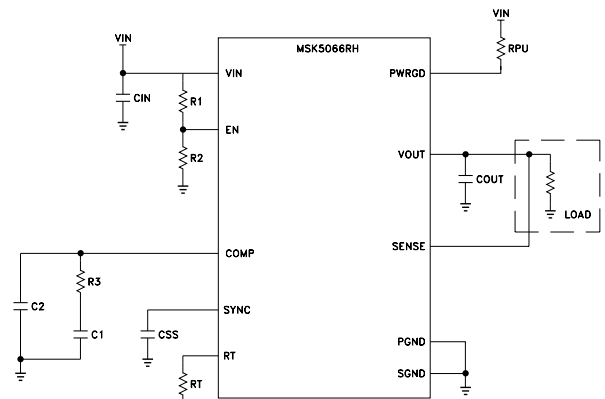 VIN
VIN
MSK5066RH
RPU
VIN
PWRGD
CIN
R1
EN
R2
VOUT
COUT
LOAD
SENSE
COMP
R3
C2
C1
SYNC
CSS
RT
RT
PGND
SGND